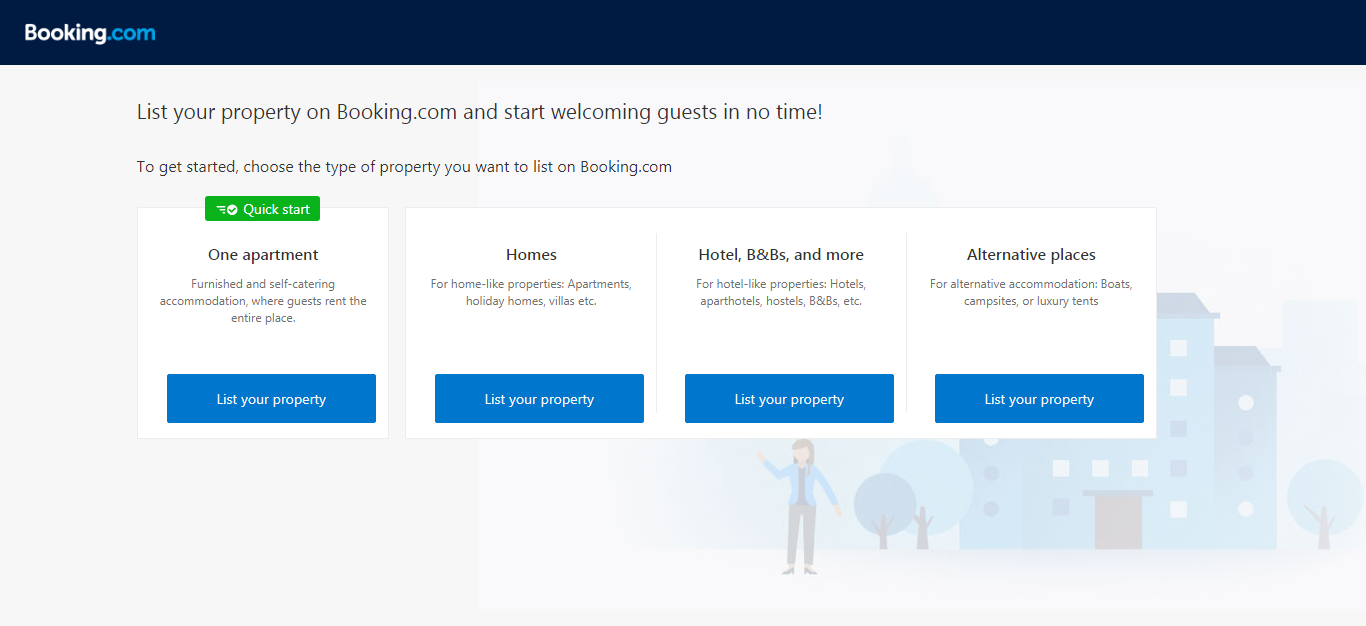 Booking.com
List your property on Booking.com and start welcoming guests in no time!
To get started, choose the type of property you want to list on Booking.com
Quick start
One apartment
Furnished and self-catering
accommodation, where guests rent the
entire place.
List your property
Homes
For home-like properties: Apartments,
holiday homes, villas etc.
List your property
Hotel, B&Bs, and more
For hotel-like properties: Hotels,
aparthotels, hostels, B&Bs, etc.
List your property
Alternative places
For alternative accommodation: Boats,
campsites, or luxury tents
List your property